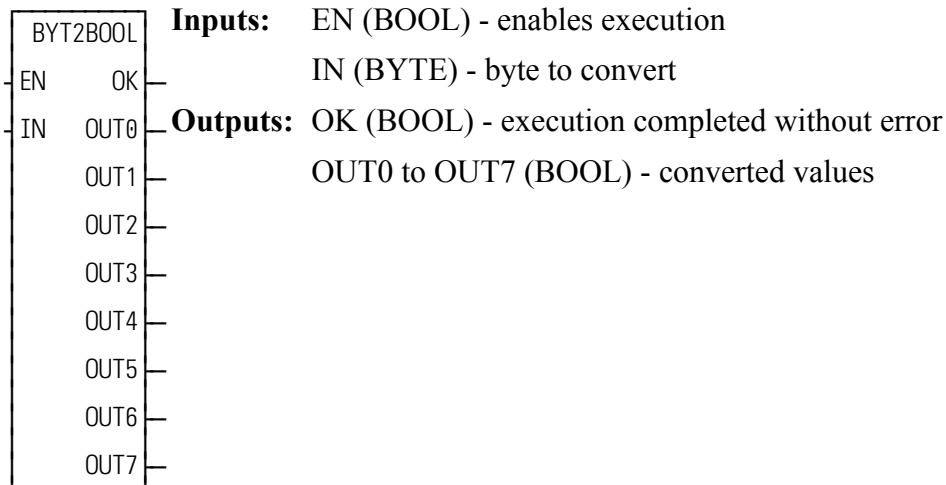 BYT2BOOL
EN OK
IN OUT0
OUT1
OUT2
OUT3
OUT4
OUT5
OUT6
OUT7
Inputs: EN (BOOL) - enables execution
IN (BYTE) - byte to convert
Outputs: OK (BOOL) - execution completed without error
OUT0 to OUT7 (BOOL) - converted values